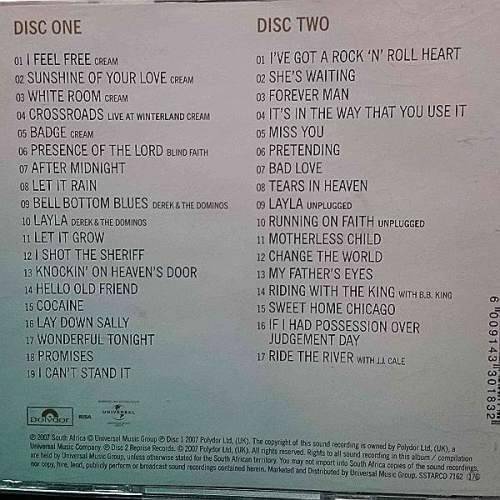 DISC ONE
01 I FEEL FREE CREAM
02 SUNSHINE OF YOUR LOVE CREAM
03 WHITE ROOM CREAM
04 CROSSROADS LIVE AT WINTERLAND CREAM
05 BADGE CREAM
06 PRESENCE OF THE LORD BLIND FAITH
07 AFTER MIDNIGHT
08 LET IT RAIN
09 BELL BOTTOM BLUES DEREK & THE DOMINOS
10 LAYLA DEREK & THE DOMINOS
11 LET IT GROW
12 I SHOT THE SHERIFF
13 KNOCKIN' ON HEAVEN'S DOOR
14 HELLO OLD FRIEND
15 COCAINE
16 LAY DOWN SALLY
17 WONDERFUL TONIGHT
18 PROMISES
19 I CAN'T STAND IT
DISC TWO
01 I'VE GOT A ROCK 'N' ROLL HEART
02 SHE'S WAITING
03 FOREVER MAN
04 IT'S IN THE WAY THAT YOU USE IT
05 MISS YOU
06 PRETENDING
07 BAD LOVE
08 TEARS IN HEAVEN
09 LAYLA UNPLUGGED
10 RUNNING ON FAITH UNPLUGGED
11 MOTHERLESS CHILD
12 CHANGE THE WORLD
13 MY FATHER'S EYES
14 RIDING WITH THE KING WITH B.B. KING
15 SWEET HOME CHICAGO
16 IF I HAD POSSESSION OVER
JUDGEMENT DAY
17 RIDE THE RIVER WITH J.J. CALE
6 009143 301833
polydor
RISA
UNIVERSAL
℗ 2007 South Africa © Universal Music Group ℗ Disc 1 2007 Polydor Ltd, (UK). The copyright of this sound recording is owned by Polydor Ltd, a
Universal Music Company. ℗ Disc 2 Reprise Records. © 2007 Polydor Ltd, (UK). All rights reserved. Rights to all sound recording in this album / compilation
are held by Universal Music Group, unless otherwise stated for the South African territory. You may not import into South Africa copies of the sound recordings,
nor copy, hire, lend, publicly perform or broadcast sound recordings contained herein. Marketed and Distributed by Universal Music Group. SSTARCD 7162